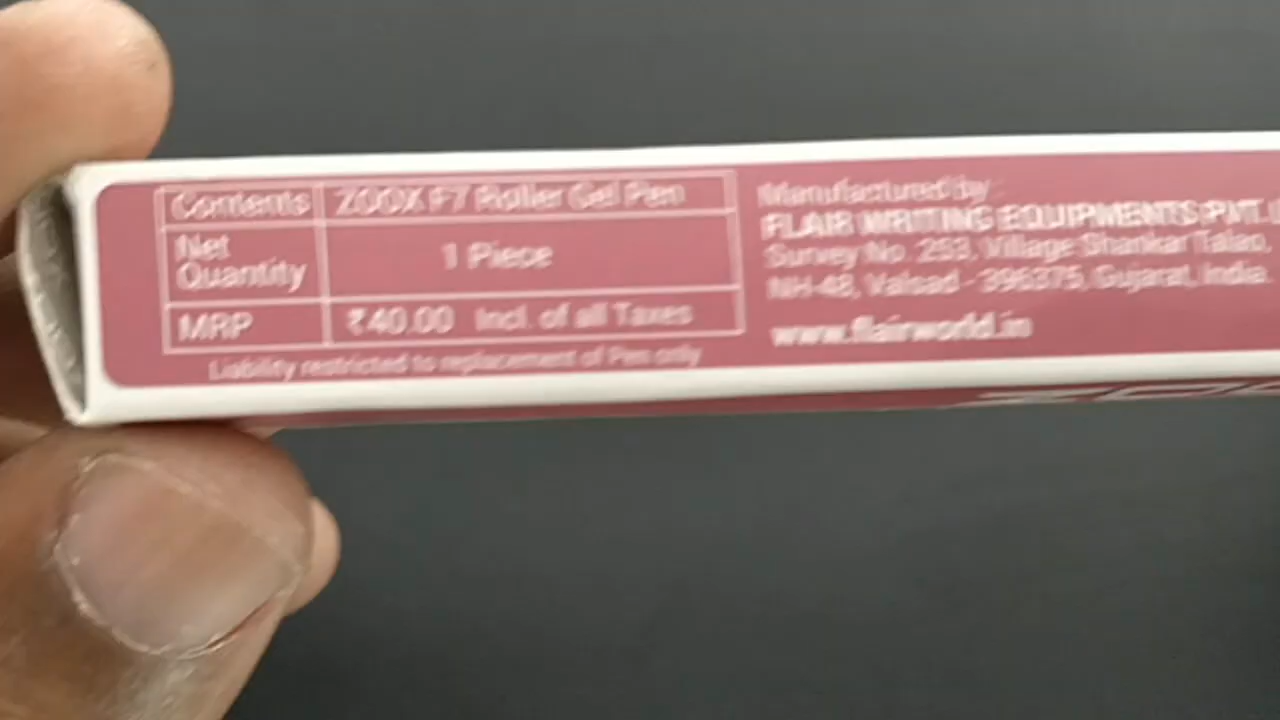 Contents ZOOX F7 Roller Gel Pen
Net Quantity 1 Piece
MRP ₹40.00 Incl. of all Taxes
Liability restricted to replacement of Pen only
Manufactured by:
FLAIR WRITING EQUIPMENTS PVT.
Survey No. 253, Village Shankar Talao,
NH-48, Valsad - 396375, Gujarat, India.
www.flairworld.in